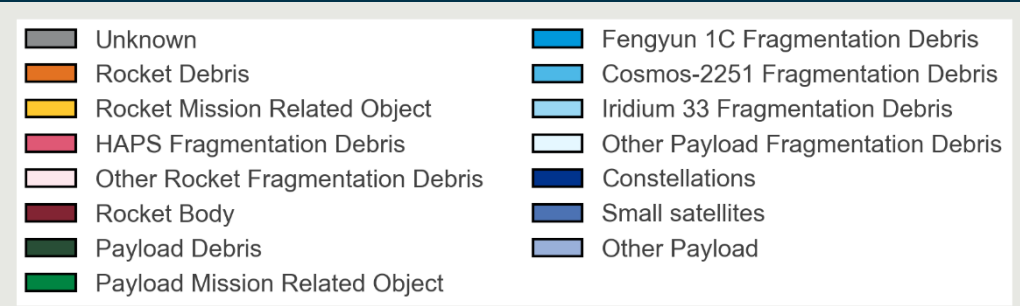 Unknown
Rocket Debris
Rocket Mission Related Object
HAPS Fragmentation Debris
Other Rocket Fragmentation Debris
Rocket Body
Payload Debris
Payload Mission Related Object
Fengyun 1C Fragmentation Debris
Cosmos-2251 Fragmentation Debris
Iridium 33 Fragmentation Debris
Other Payload Fragmentation Debris
Constellations
Small satellites
Other Payload